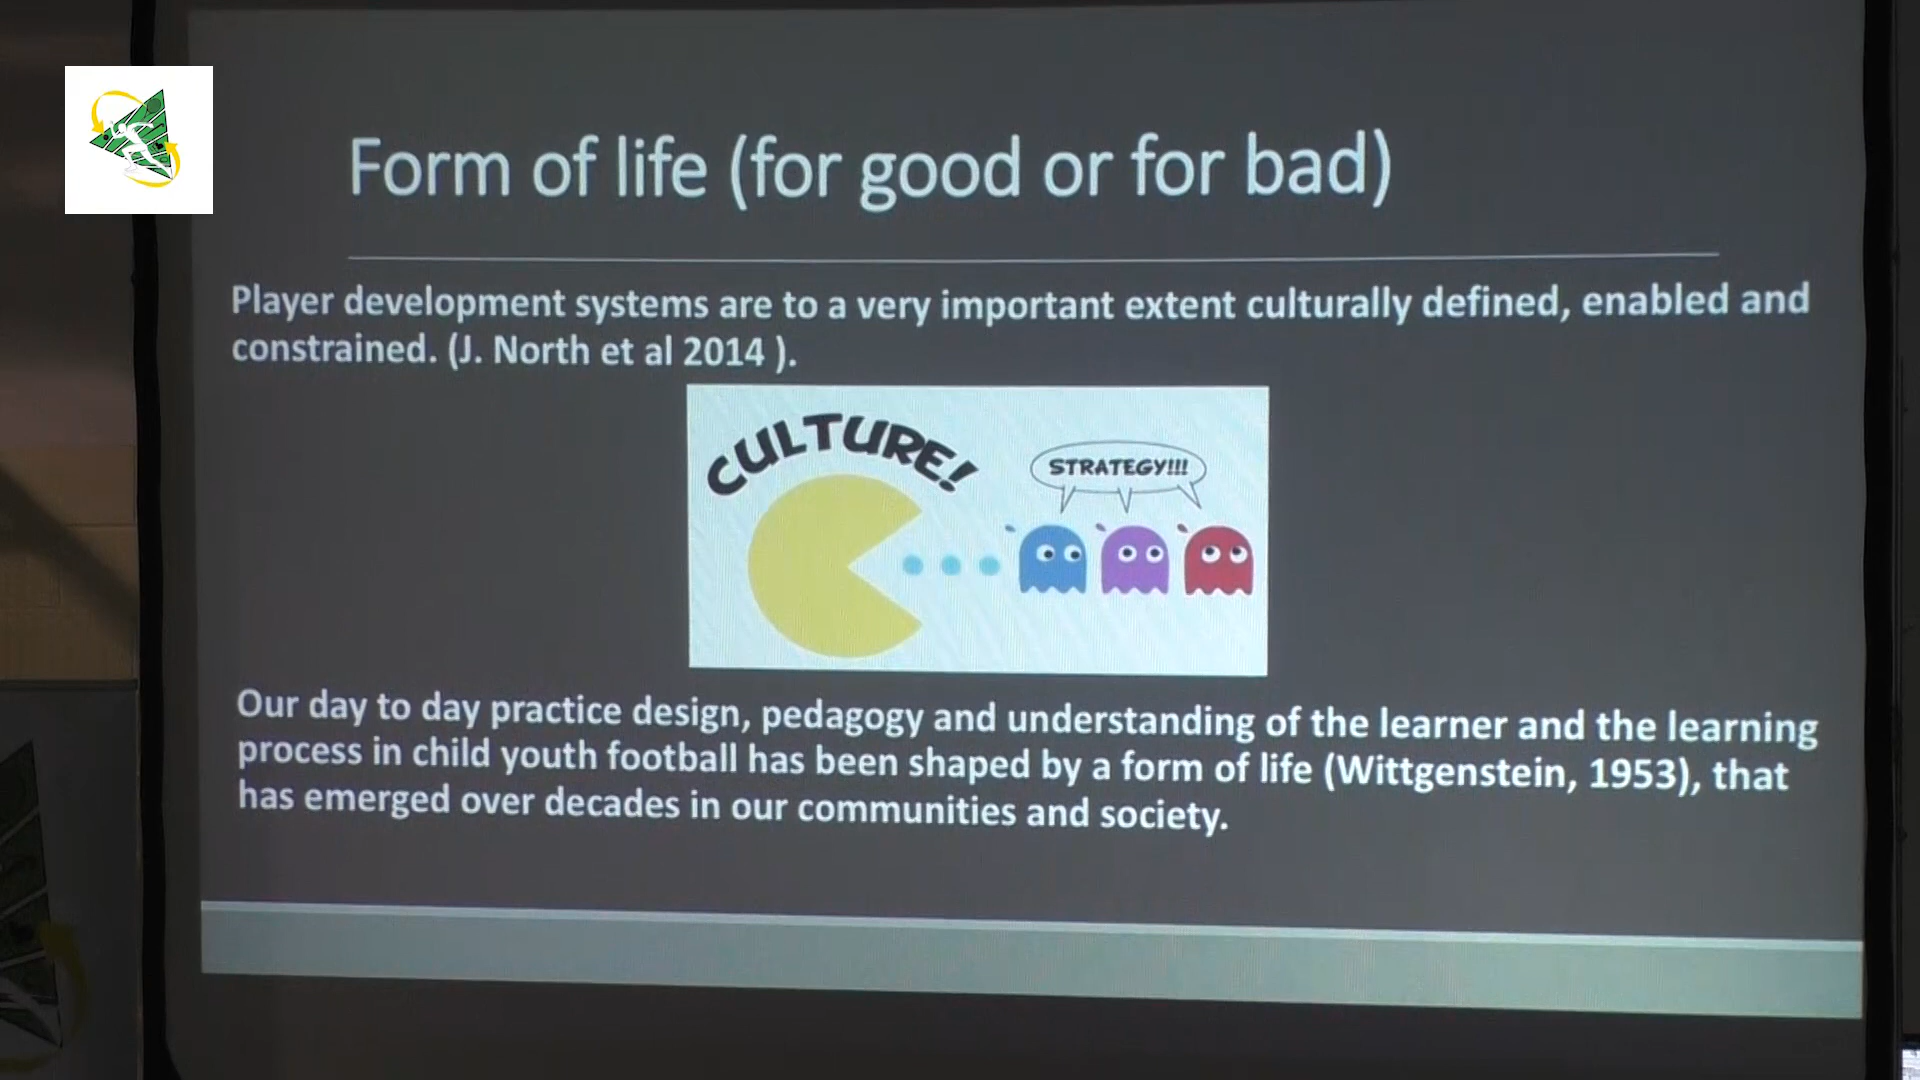 Form of life (for good or for bad)
Player development systems are to a very important extent culturally defined, enabled and
constrained. (J. North et al 2014 ).
CULTURE!
STRATEGY!!!
Our day to day practice design, pedagogy and understanding of the learner and the learning
process in child youth football has been shaped by a form of life (Wittgenstein, 1953), that
has emerged over decades in our communities and society.